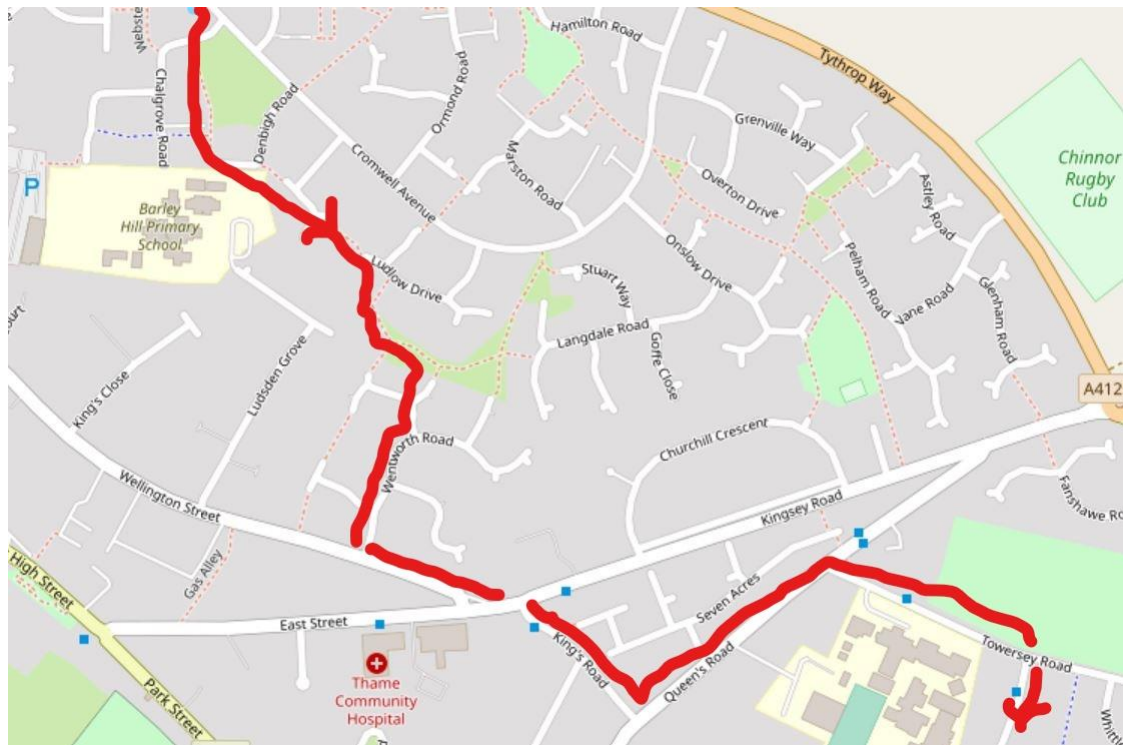 Hamilton Road
Tythrop Way
Chalgrove Road
Ormond Road
Denbigh Road
Grenville Way
Cromwell Avenue
Marston Road
Overton Drive
Astley Road
Chinnor
Rugby
Club
P
Barley
Hill Primary
School
Onslow Drive
Pelham Road
Ludlow Drive
Stuart
Way
Vane Road
Glenham Road
Langdale Road
Goffe Close
King's Close
Ludsden Grove
A412
Churchill Crescent
Wentworth Road
Wellington Street
Kingsey Road
Fanshawe Ro
High Street
Gas Alley
Seven Acres
East Street
King's Road
Queen's Road
Towersey Road
Park Street
Thame
Community
Hospital
Whittle